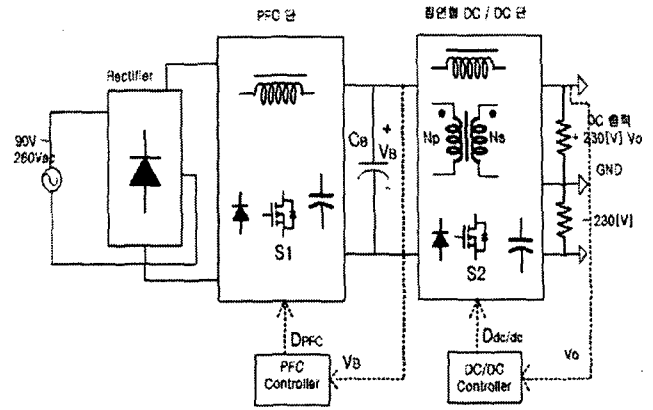 PFC 단
절연형 DC / DC 단
Rectifier
90V
260Vac
CB
+
VB
S1
Np
Ns
S2
DC 출력
+230[V] Vo
GND
-230[V]
DPFC
VB
PFC
Controller
Ddc/dc
Vo
DC/DC
Controller